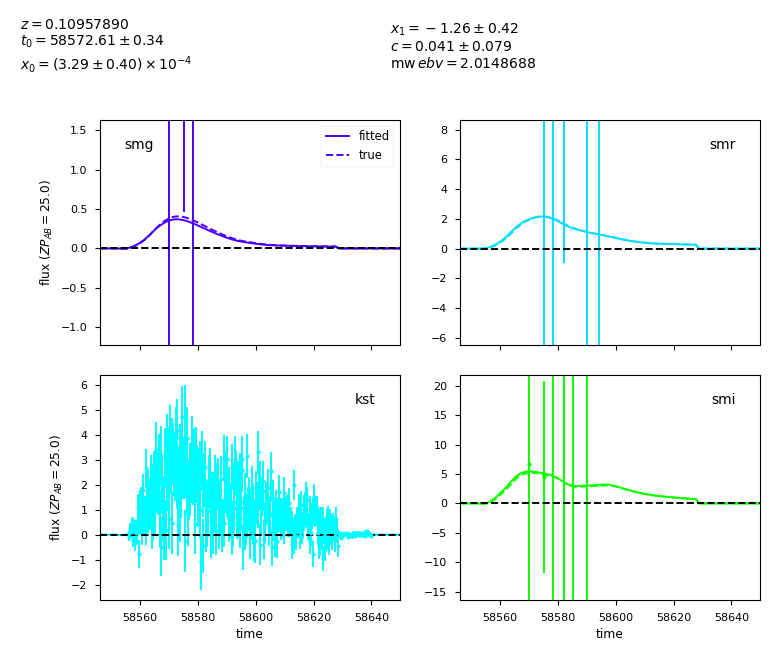 z = 0.10957890
t₀ = 58572.61 ± 0.34
x₀ = (3.29 ± 0.40) × 10⁻⁴
x₁ = −1.26 ± 0.42
c = 0.041 ± 0.079
mw ebv = 2.0148688
1.5
1.0
0.5
0.0
−0.5
−1.0
flux (ZP_AB = 25.0)
smg
fitted
true
8
6
4
2
0
−2
−4
−6
smr
6
5
4
3
2
1
0
−1
−2
flux (ZP_AB = 25.0)
kst
58560 58580 58600 58620 58640
time
20
15
10
5
0
−5
−10
−15
smi
58560 58580 58600 58620 58640
time